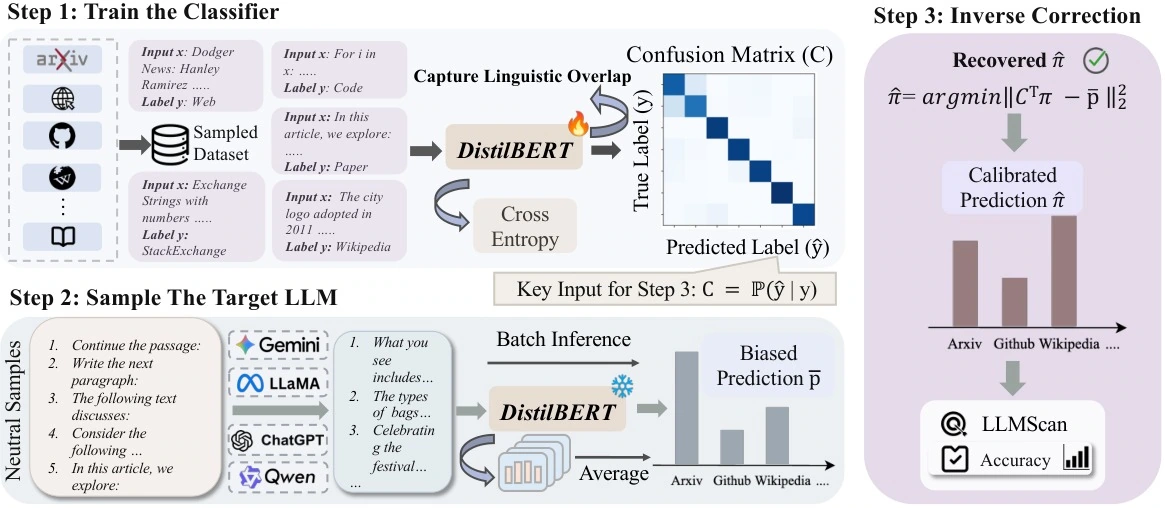 Step 1: Train the Classifier
arXiv
Input x: Dodger
News: Hanley
Ramirez .....
Label y: Web
Sampled
Dataset
Input x: Exchange
Strings with
numbers .....
Label y:
StackExchange
Input x: For i in
x: .....
Label y: Code
Input x: In this
article, we explore:
.....
Label y: Paper
Input x: The city
logo adopted in
2011 .....
Label y: Wikipedia
Capture Linguistic Overlap
DistilBERT
Cross
Entropy
Confusion Matrix (C)
True Label (y)
Predicted Label (ŷ)
Key Input for Step 3: C = ℙ(ŷ | y)
Step 2: Sample The Target LLM
Neutral Samples
1. Continue the passage:
2. Write the next
paragraph:
3. The following text
discusses:
4. Consider the
following ...
5. In this article, we
explore:
Gemini
LLaMA
ChatGPT
Qwen
1. What you
see
includes...
2. The types
of bags...
3. Celebratin
g the
festival...
...
Batch Inference
DistilBERT
Average
Biased
Prediction p̅
Arxiv Github Wikipedia ....
Step 3: Inverse Correction
Recovered π̂
π̂= argmin‖Cᵀπ − p̅ ‖₂²
Calibrated
Prediction π̂
Arxiv Github Wikipedia ....
LLMScan
Accuracy